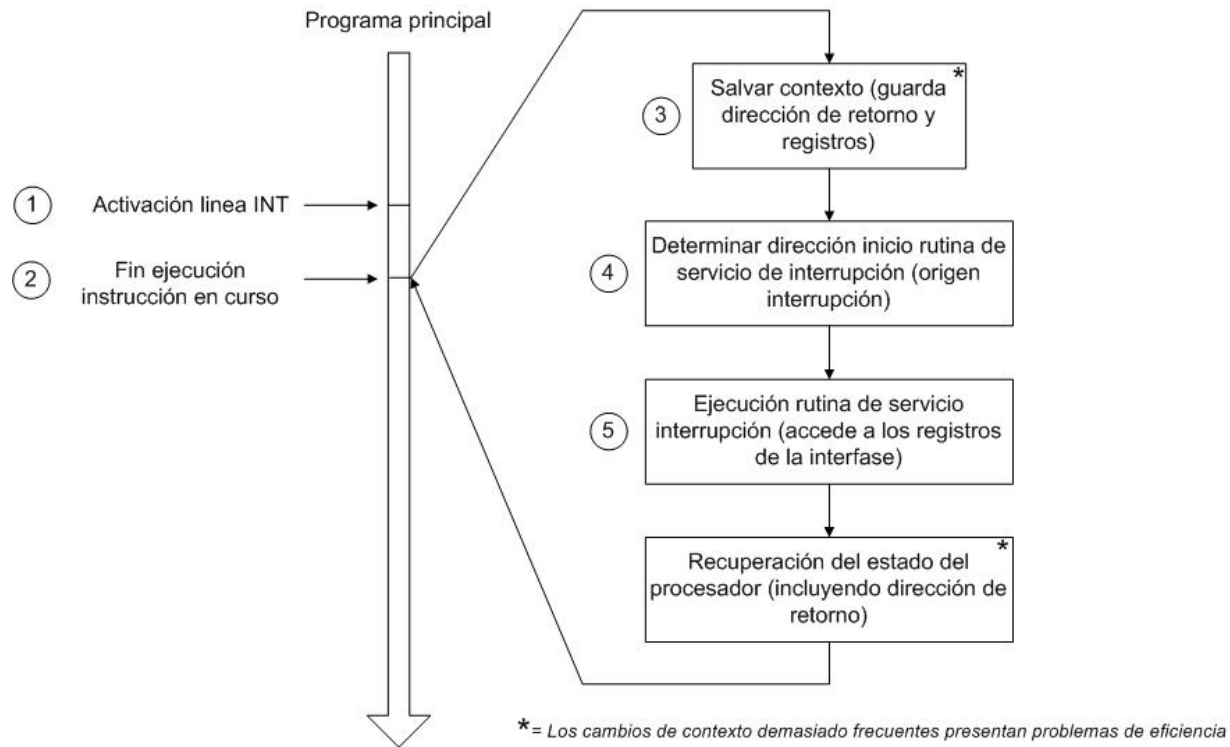 Programa principal
1
Activación linea INT
2
Fin ejecución
instrucción en curso
3
Salvar contexto (guarda
dirección de retorno y
registros)
*
4
Determinar dirección inicio rutina de
servicio de interrupción (origen
interrupción)
5
Ejecución rutina de servicio
interrupción (accede a los registros
de la interfase)
Recuperación del estado del
procesador (incluyendo dirección de
retorno)
*
* = Los cambios de contexto demasiado frecuentes presentan problemas de eficiencia